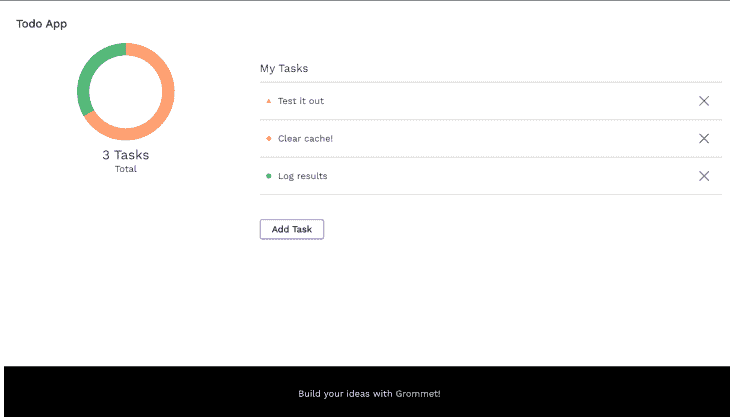 Todo App
3 Tasks
Total
My Tasks
Test it out
Clear cache!
Log results
Add Task
Build your ideas with Grommet!